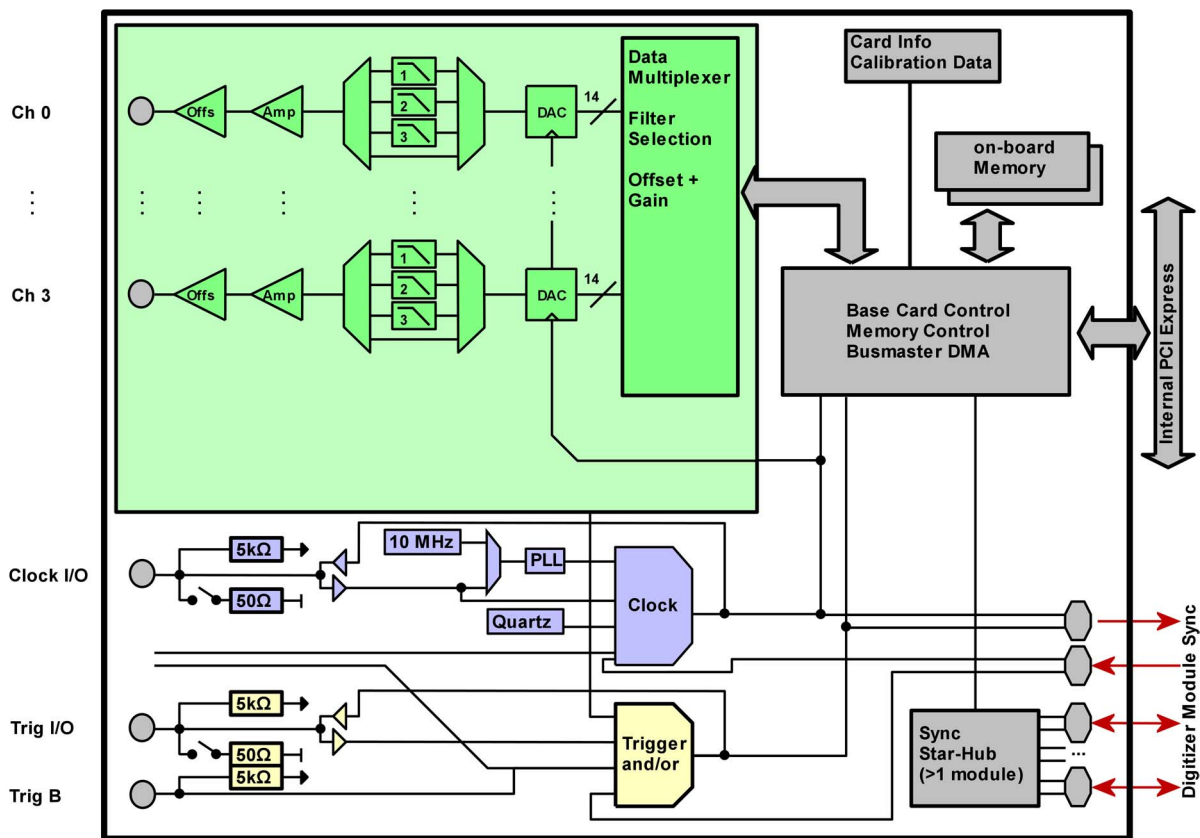 Card Info
Calibration Data
Data
Multiplexer
Filter
Selection
Offset +
Gain
on-board
Memory
Ch 0
Offs
Amp
1
2
3
DAC
14
Ch 3
Offs
Amp
1
2
3
DAC
14
Base Card Control
Memory Control
Busmaster DMA
Internal PCI Express
Clock I/O
5kΩ
50Ω
10 MHz
PLL
Quartz
Clock
Trig I/O
5kΩ
50Ω
Trig B
5kΩ
Trigger
and/or
Sync
Star-Hub
(>1 module)
...
Digitizer Module Sync